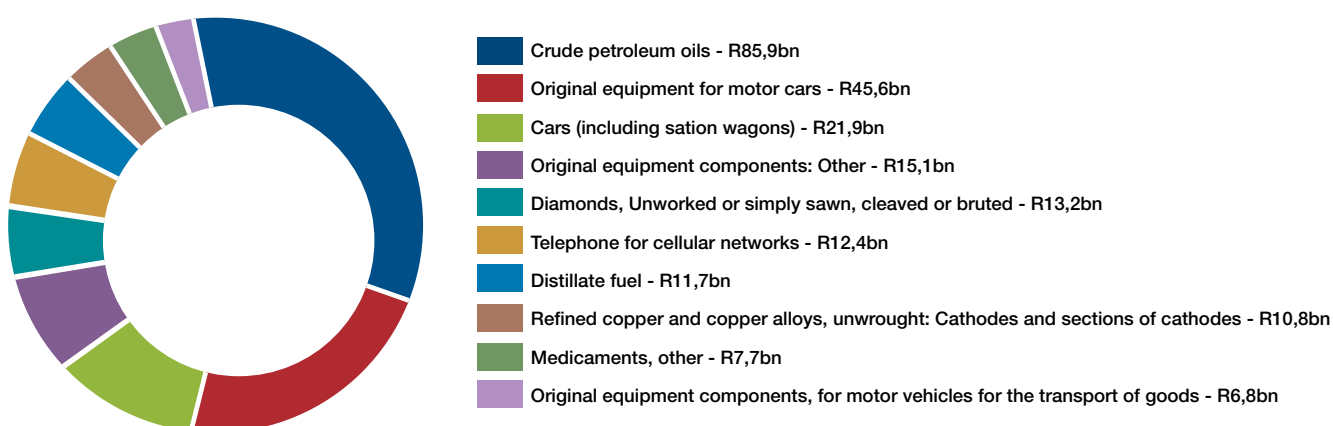 Crude petroleum oils - R85,9bn
Original equipment for motor cars - R45,6bn
Cars (including sation wagons) - R21,9bn
Original equipment components: Other - R15,1bn
Diamonds, Unworked or simply sawn, cleaved or bruted - R13,2bn
Telephone for cellular networks - R12,4bn
Distillate fuel - R11,7bn
Refined copper and copper alloys, unwrought: Cathodes and sections of cathodes - R10,8bn
Medicaments, other - R7,7bn
Original equipment components, for motor vehicles for the transport of goods - R6,8bn